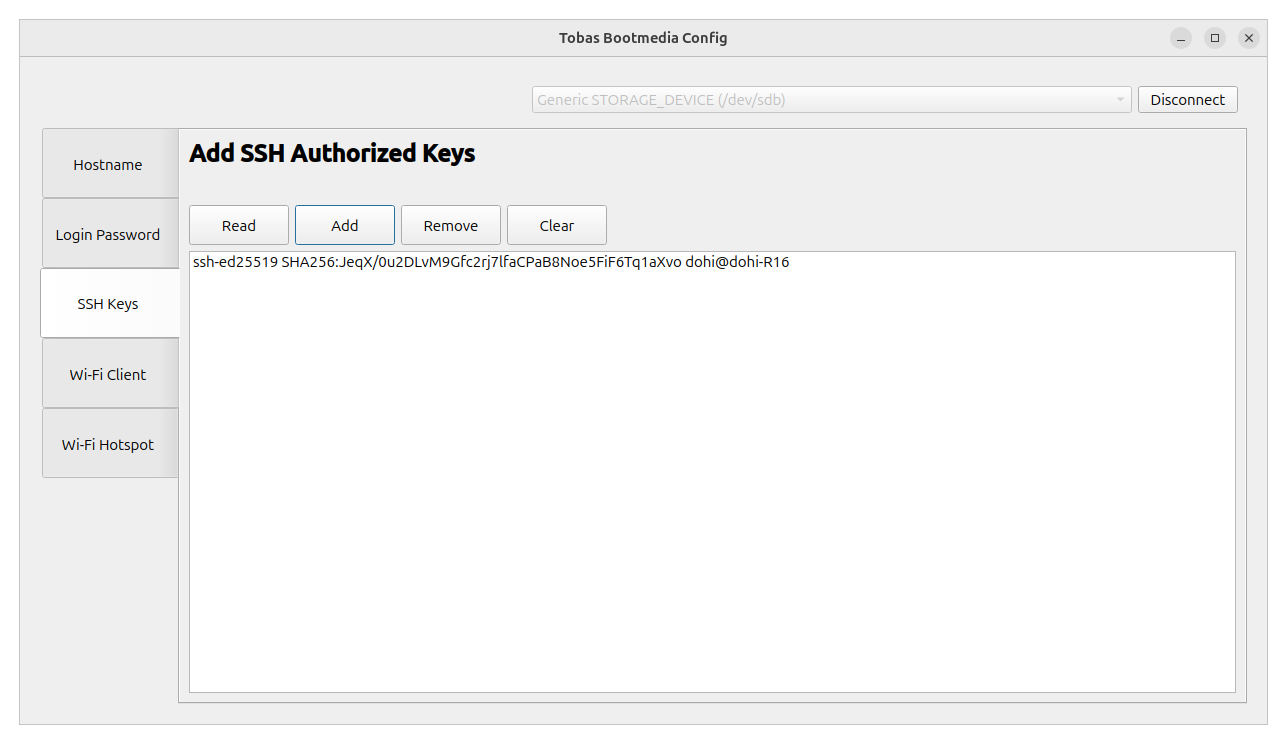 Tobas Bootmedia Config
Generic STORAGE_DEVICE (/dev/sdb)
Disconnect
Hostname
Login Password
SSH Keys
Wi-Fi Client
Wi-Fi Hotspot
Add SSH Authorized Keys
Read
Add
Remove
Clear
ssh-ed25519 SHA256:JeqX/0u2DLvM9Gfc2rj7lfaCPaB8Noe5FiF6Tq1aXvo dohi@dohi-R16